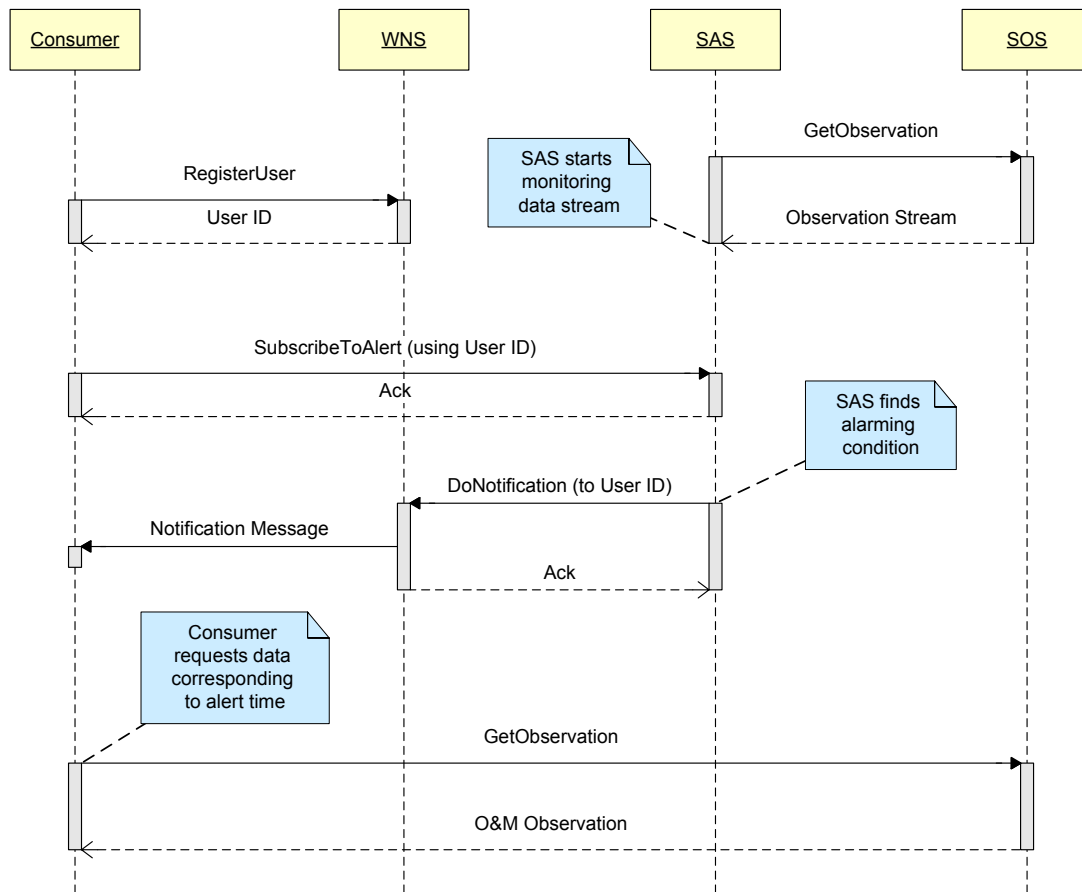 Consumer
WNS
SAS
SOS
GetObservation
SAS starts
monitoring
data stream
RegisterUser
User ID
Observation Stream
SubscribeToAlert (using User ID)
Ack
SAS finds
alarming
condition
DoNotification (to User ID)
Notification Message
Ack
Consumer
requests data
corresponding
to alert time
GetObservation
O&M Observation